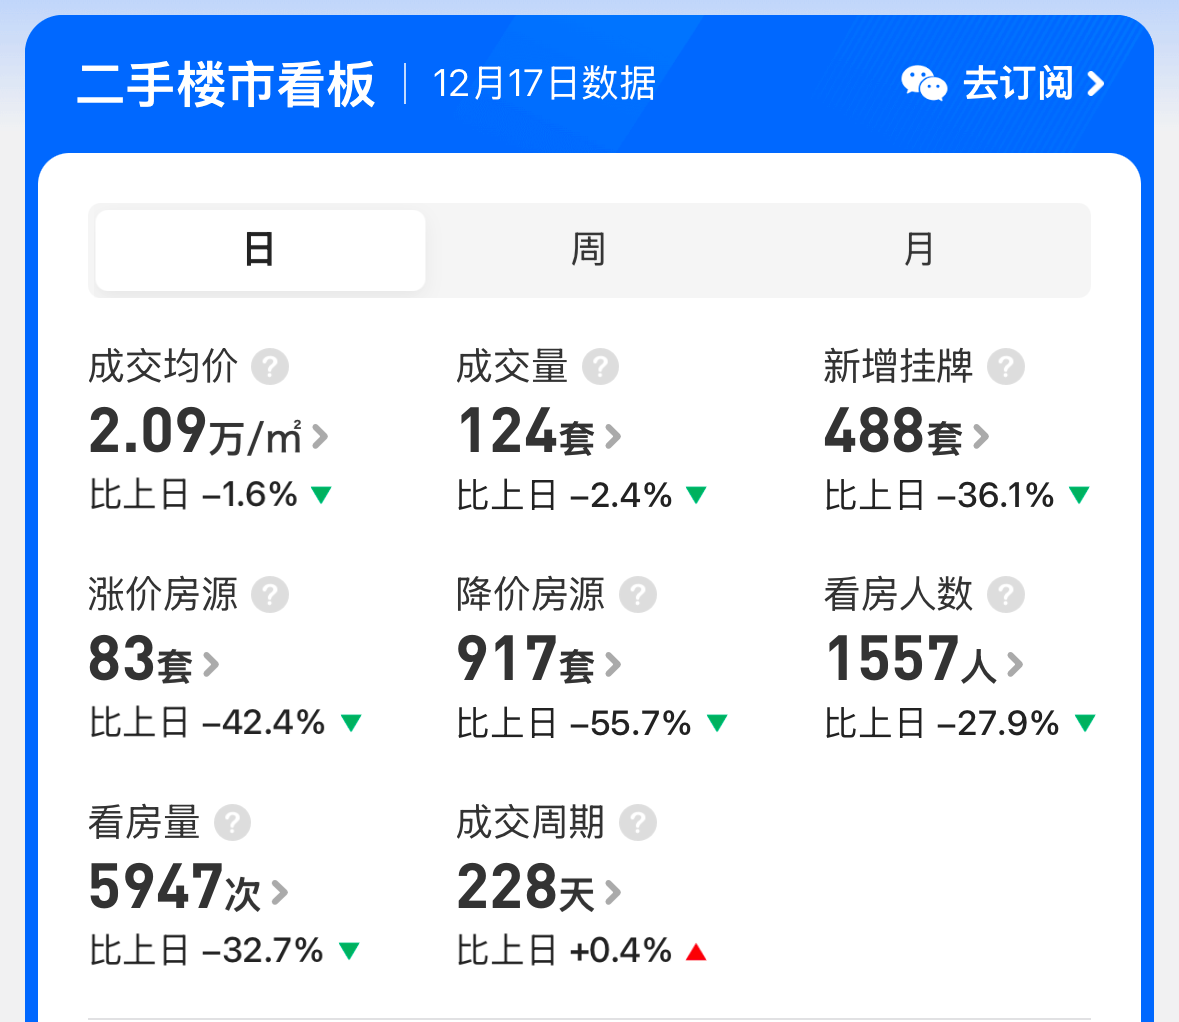 二手楼市看板 12月17日数据 去订阅
日 周 月
成交均价 ? 成交量 ? 新增挂牌 ?
2.09万/㎡ 124套 488套
比上日 –1.6% ▼ 比上日 –2.4% ▼ 比上日 –36.1% ▼
涨价房源 ? 降价房源 ? 看房人数 ?
83套 917套 1557人
比上日 –42.4% ▼ 比上日 –55.7% ▼ 比上日 –27.9% ▼
看房量 ? 成交周期 ?
5947次 228天
比上日 –32.7% ▼ 比上日 +0.4% ▲